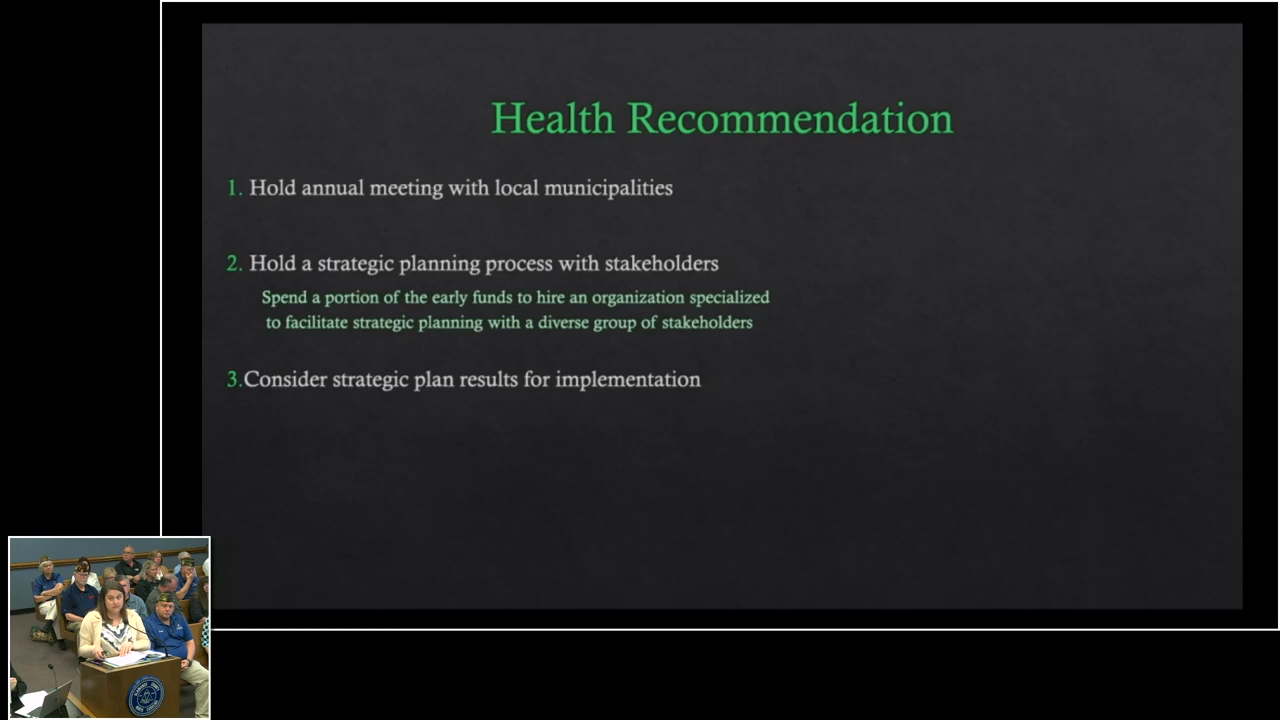 Health Recommendation
1. Hold annual meeting with local municipalities
2. Hold a strategic planning process with stakeholders
Spend a portion of the early funds to hire an organization specialized
to facilitate strategic planning with a diverse group of stakeholders
3.Consider strategic plan results for implementation